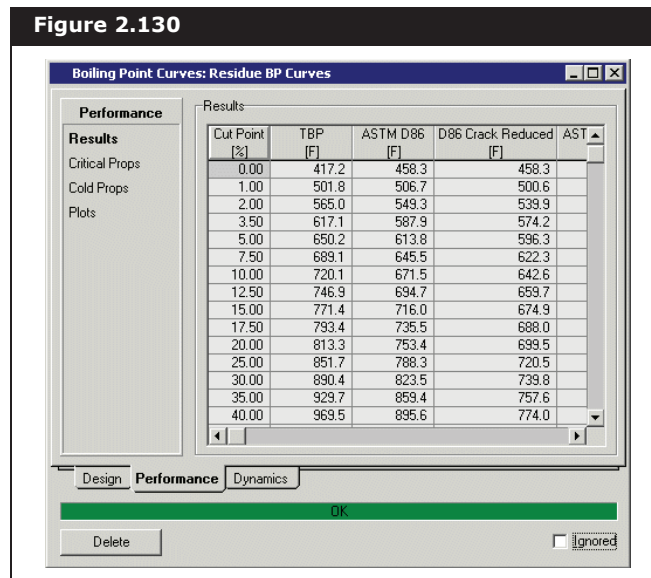 Figure 2.130
Boiling Point Curves: Residue BP Curves
Performance
Results
Critical Props
Cold Props
Plots
Results
Cut Point [%] TBP [F] ASTM D86 [F] D86 Crack Reduced [F] AST
0.00 417.2 458.3 458.3
1.00 501.8 506.7 500.6
2.00 565.0 549.3 539.9
3.50 617.1 587.9 574.2
5.00 650.2 613.8 596.3
7.50 689.1 645.5 622.3
10.00 720.1 671.5 642.6
12.50 746.9 694.7 659.7
15.00 771.4 716.0 674.9
17.50 793.4 735.5 688.0
20.00 813.3 753.4 699.5
25.00 851.7 788.3 720.5
30.00 890.4 823.5 739.8
35.00 929.7 859.4 757.6
40.00 969.5 895.6 774.0
Design Performance Dynamics
OK
Delete Ignored